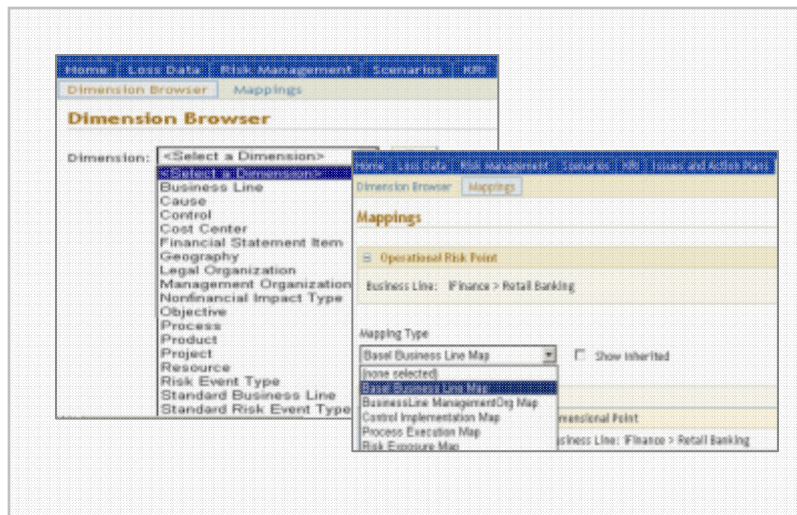 Home Loss Data Risk Management Scenarios KRI
Dimension Browser Mappings
Dimension Browser
Dimension: <Select a Dimension>
<Select a Dimension>
Business Line
Cause
Control
Cost Center
Financial Statement Item
Geography
Legal Organization
Management Organization
Nonfinancial Impact Type
Objective
Process
Product
Project
Resource
Risk Event Type
Standard Business Line
Standard Risk Event Type
Home Loss Data Risk Management Scenarios KRI Issues and Action Plans
Dimension Browser Mappings
Mappings
Operational Risk Point
Business Line: iFinance > Retail Banking
Mapping Type
Basel Business Line Map Show Inherited
(none selected)
Basel Business Line Map
BusinessLine ManagementOrg Map
Control Implementation Map
Process Execution Map
Risk Exposure Map
Point
Line: iFinance > Retail Banking